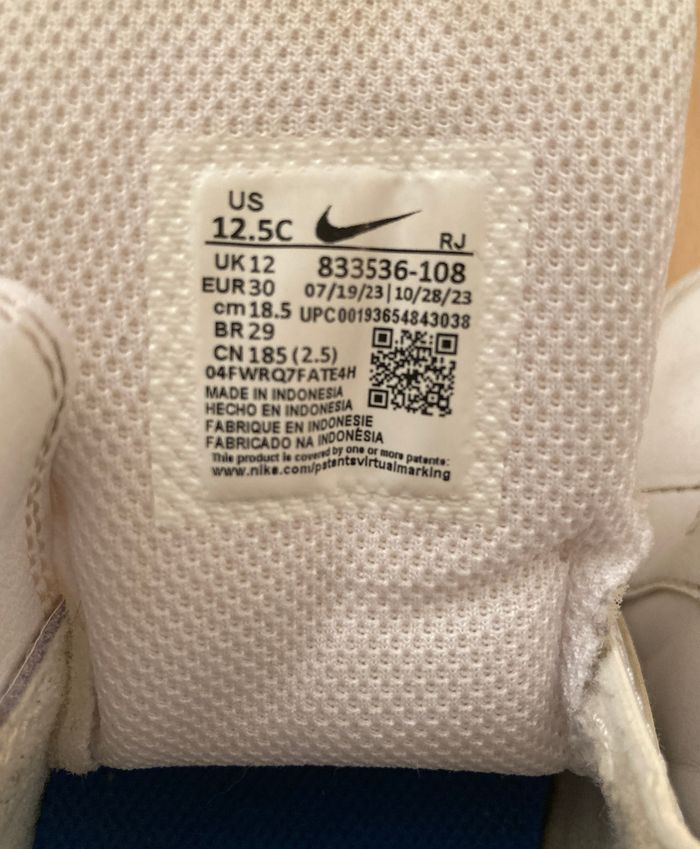 US
12.5C
RJ
UK 12
833536-108
EUR 30
07/19/23|10/28/23
cm 18.5
UPC00193654843038
BR 29
CN 185 (2.5)
04FWRQ7FATE4H
MADE IN INDONESIA
HECHO EN INDONESIA
FABRIQUE EN INDONESIE
FABRICADO NA INDONÉSIA
This product is covered by one or more patents:
www.nike.com/patentsvirtualmarking